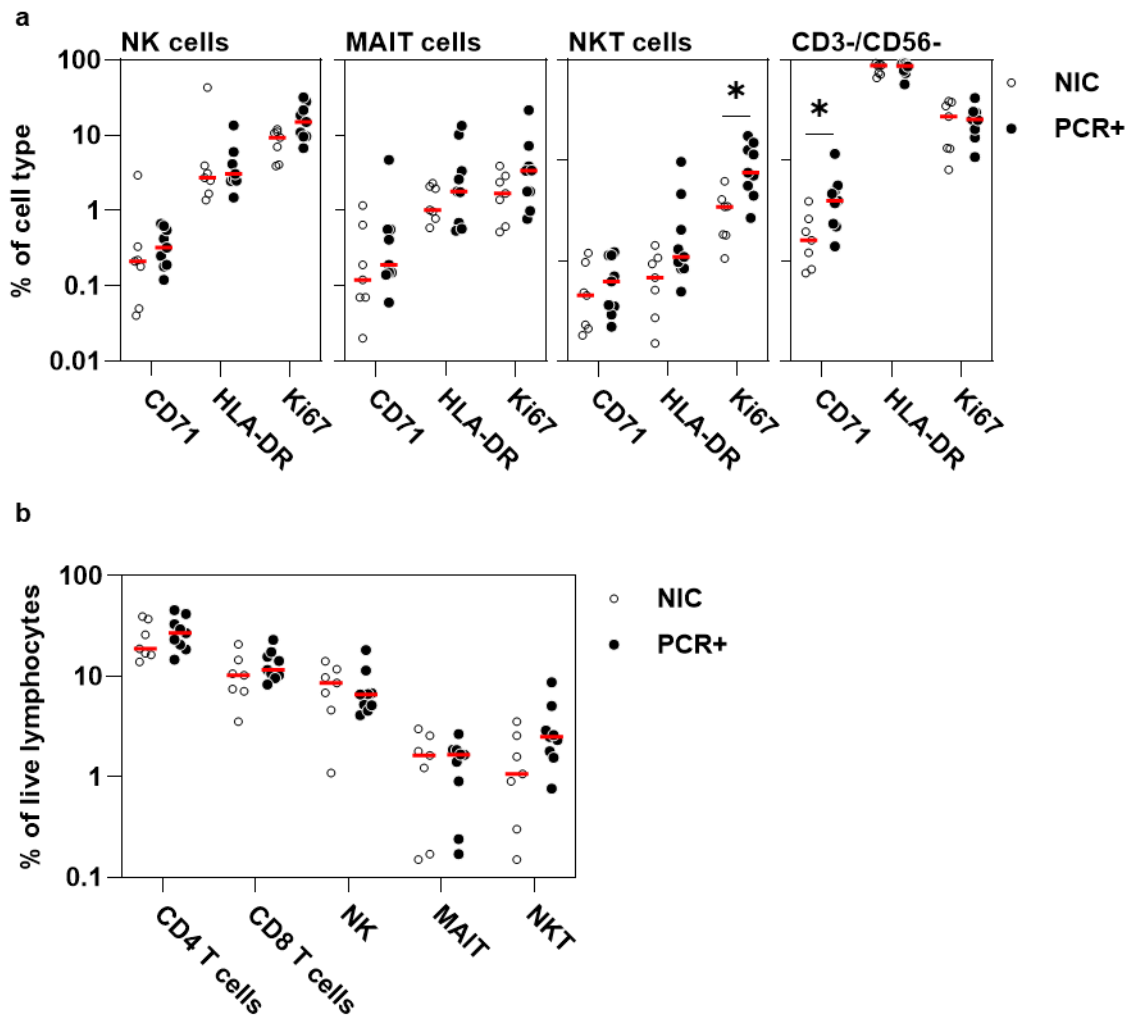 a
NK cells
MAIT cells
NKT cells
CD3-/CD56-
% of cell type
100
10
1
0.1
0.01
*
*
NIC
PCR+
CD71
HLA-DR
Ki67
CD71
HLA-DR
Ki67
CD71
HLA-DR
Ki67
CD71
HLA-DR
Ki67
b
% of live lymphocytes
100
10
1
0.1
NIC
PCR+
CD4 T cells
CD8 T cells
NK
MAIT
NKT